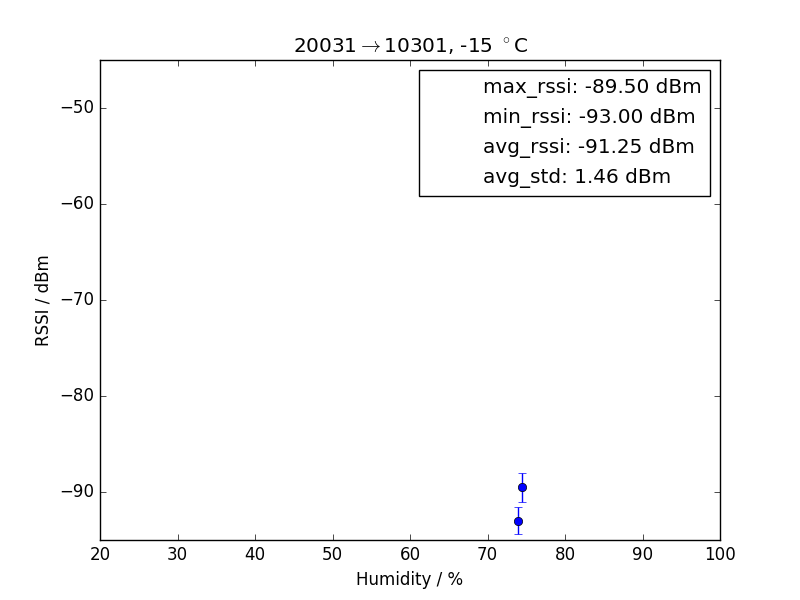 20031→10301, -15 °C
max_rssi: -89.50 dBm
min_rssi: -93.00 dBm
avg_rssi: -91.25 dBm
avg_std: 1.46 dBm
−50
−60
−70
−80
−90
RSSI / dBm
20 30 40 50 60 70 80 90 100
Humidity / %